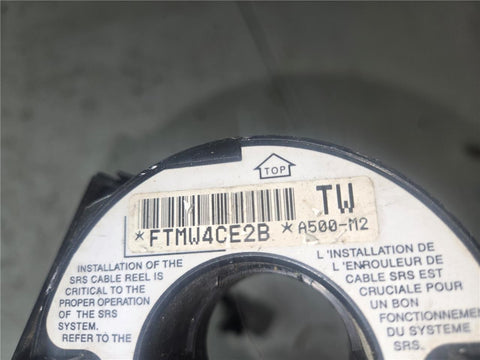 TOP
TW
*FTMW4CE2B *A500-M2
INSTALLATION OF THE
SRS CABLE REEL IS
CRITICAL TO THE
PROPER OPERATION
OF THE SRS
SYSTEM.
REFER TO THE
L'INSTALLATION DE
L'ENROULEUR DE
CABLE SRS EST
CRUCIALE POUR
UN BON
FONCTIONNEMEN
DU SYSTEME
SRS.